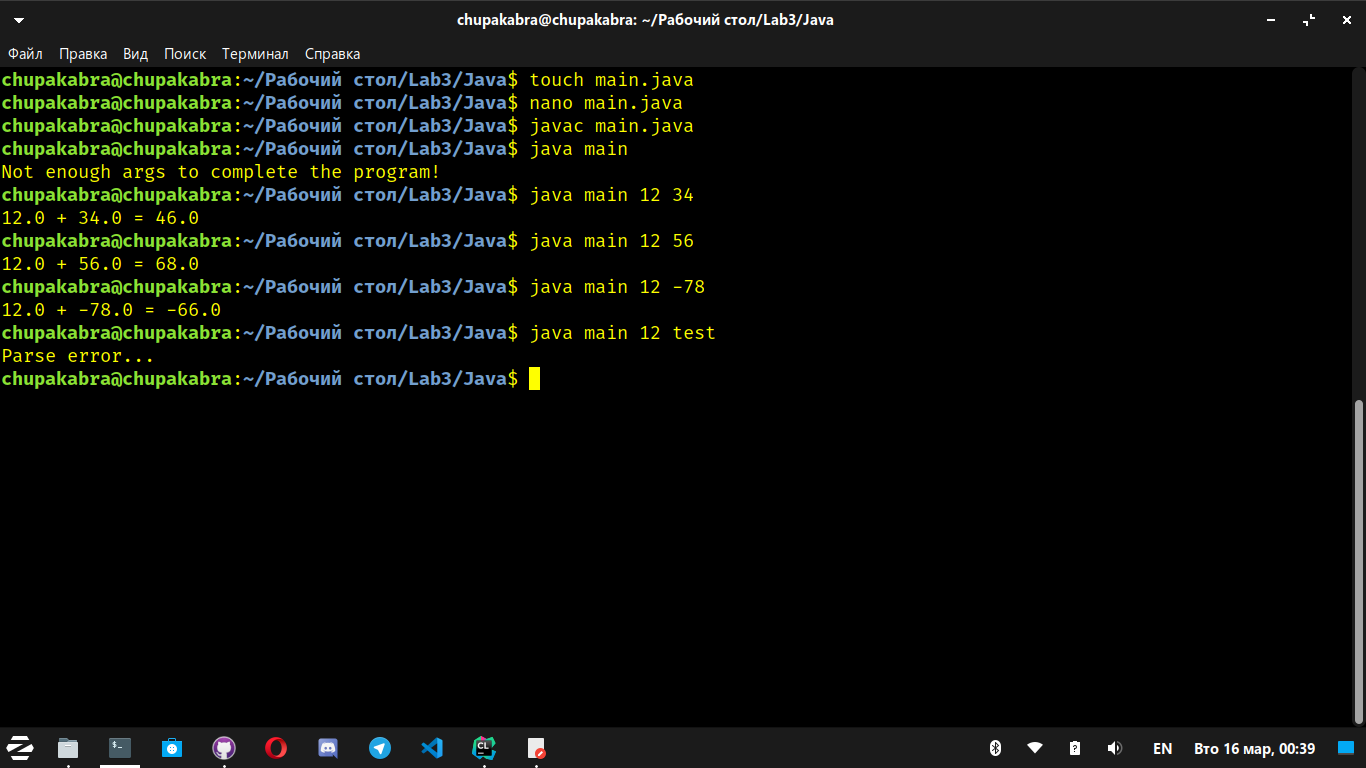 chupakabra@chupakabra: ~/Рабочий стол/Lab3/Java
Файл Правка Вид Поиск Терминал Справка
chupakabra@chupakabra:~/Рабочий стол/Lab3/Java$ touch main.java
chupakabra@chupakabra:~/Рабочий стол/Lab3/Java$ nano main.java
chupakabra@chupakabra:~/Рабочий стол/Lab3/Java$ javac main.java
chupakabra@chupakabra:~/Рабочий стол/Lab3/Java$ java main
Not enough args to complete the program!
chupakabra@chupakabra:~/Рабочий стол/Lab3/Java$ java main 12 34
12.0 + 34.0 = 46.0
chupakabra@chupakabra:~/Рабочий стол/Lab3/Java$ java main 12 56
12.0 + 56.0 = 68.0
chupakabra@chupakabra:~/Рабочий стол/Lab3/Java$ java main 12 -78
12.0 + -78.0 = -66.0
chupakabra@chupakabra:~/Рабочий стол/Lab3/Java$ java main 12 test
Parse error...
chupakabra@chupakabra:~/Рабочий стол/Lab3/Java$
$- CL EN Вто 16 мар, 00:39